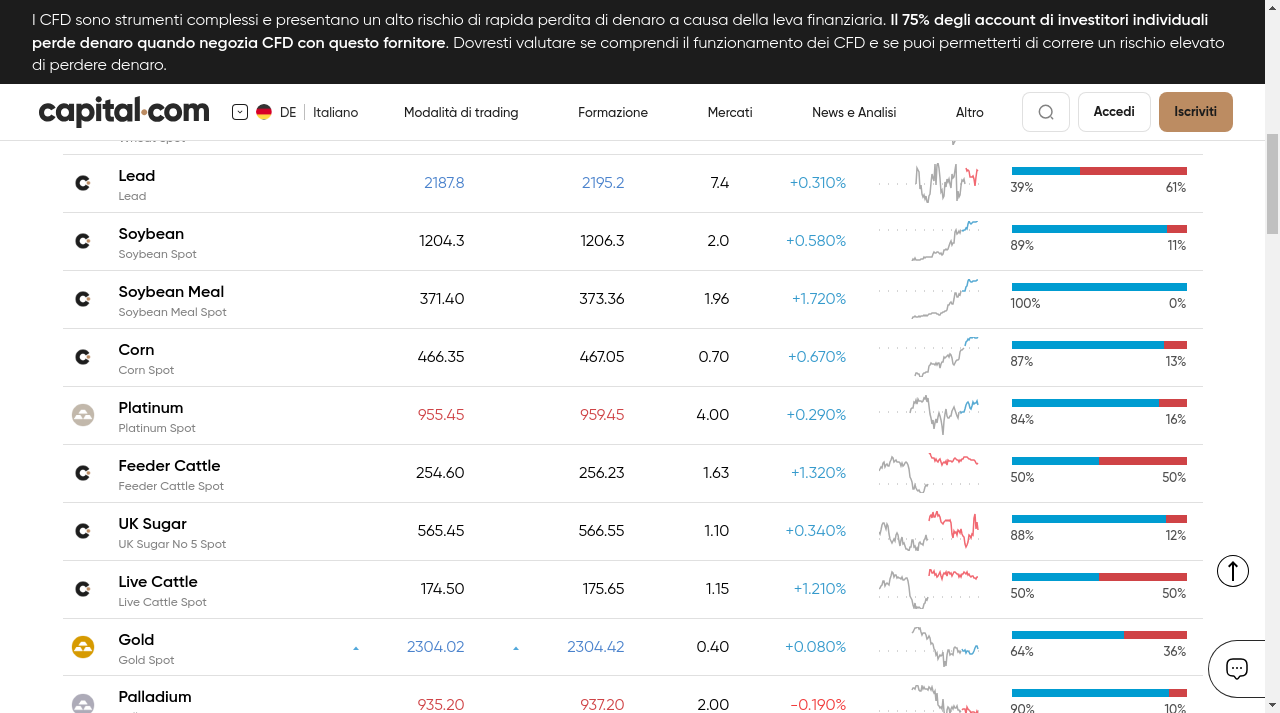 I CFD sono strumenti complessi e presentano un alto rischio di rapida perdita di denaro a causa della leva finanziaria. Il 75% degli account di investitori individuali
perde denaro quando negozia CFD con questo fornitore. Dovresti valutare se comprendi il funzionamento dei CFD e se puoi permetterti di correre un rischio elevato
di perdere denaro.
capital.com DE Italiano Modalità di trading Formazione Mercati News e Analisi Altro Accedi Iscriviti
Wheat Spot
Lead 2187.8 2195.2 7.4 +0.310% 39% 61%
Lead
Soybean 1204.3 1206.3 2.0 +0.580% 89% 11%
Soybean Spot
Soybean Meal 371.40 373.36 1.96 +1.720% 100% 0%
Soybean Meal Spot
Corn 466.35 467.05 0.70 +0.670% 87% 13%
Corn Spot
Platinum 955.45 959.45 4.00 +0.290% 84% 16%
Platinum Spot
Feeder Cattle 254.60 256.23 1.63 +1.320% 50% 50%
Feeder Cattle Spot
UK Sugar 565.45 566.55 1.10 +0.340% 88% 12%
UK Sugar No 5 Spot
Live Cattle 174.50 175.65 1.15 +1.210% 50% 50%
Live Cattle Spot
Gold 2304.02 2304.42 0.40 +0.080% 64% 36%
Gold Spot
Palladium 935.20 937.20 2.00 -0.190% 90% 10%